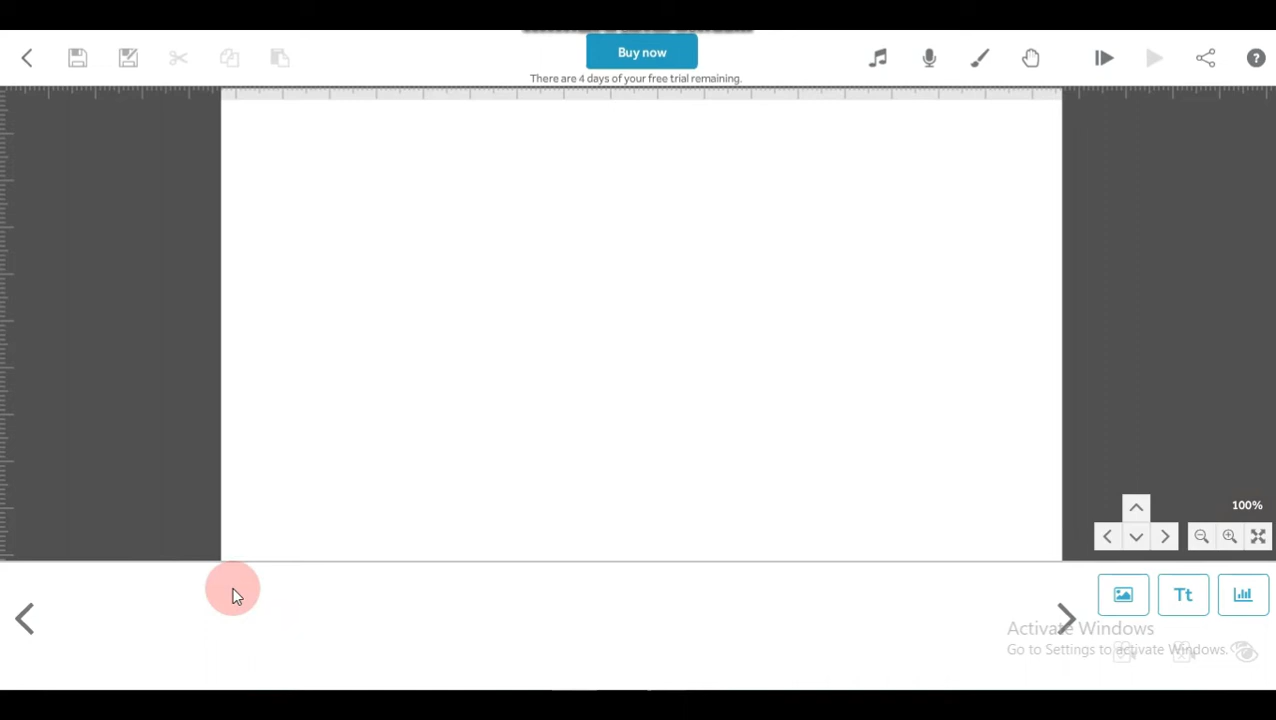 Buy now
There are 4 days of your free trial remaining.
?
100%
Tt
Activate Windows
Go to Settings to activate Windows.